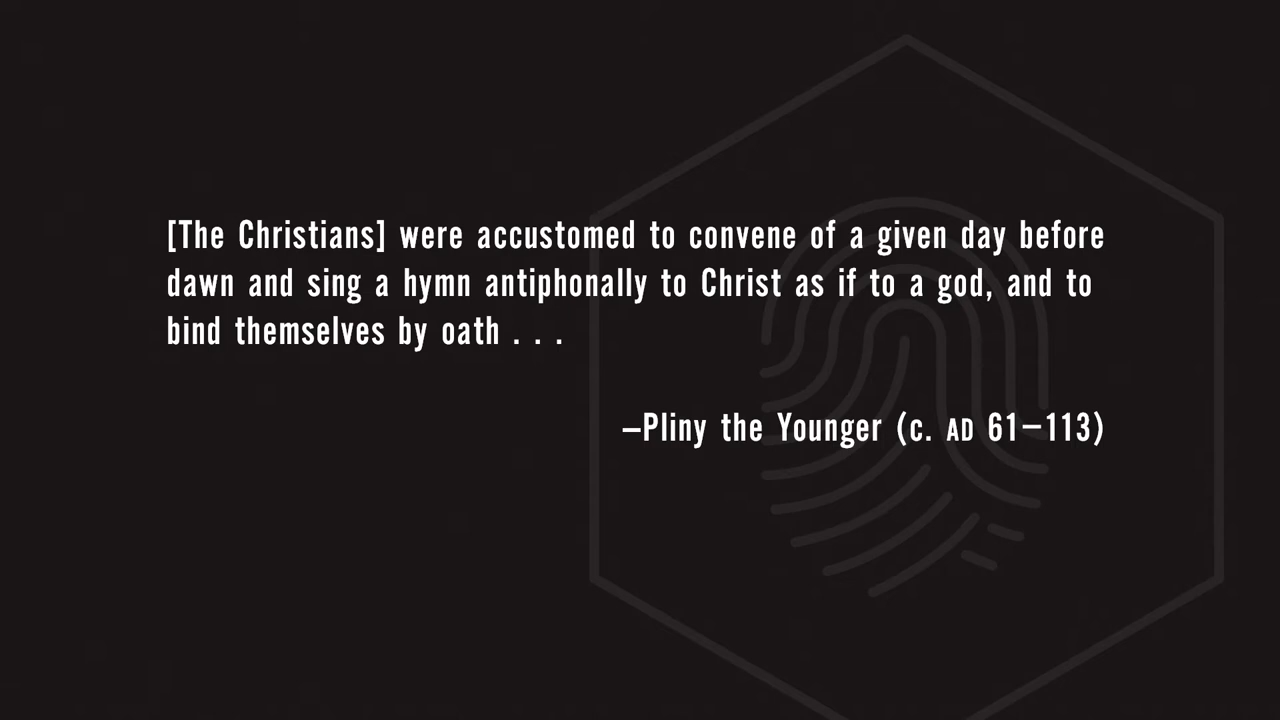 [The Christians] were accustomed to convene of a given day before
dawn and sing a hymn antiphonally to Christ as if to a god, and to
bind themselves by oath . . .
–Pliny the Younger (c. AD 61–113)